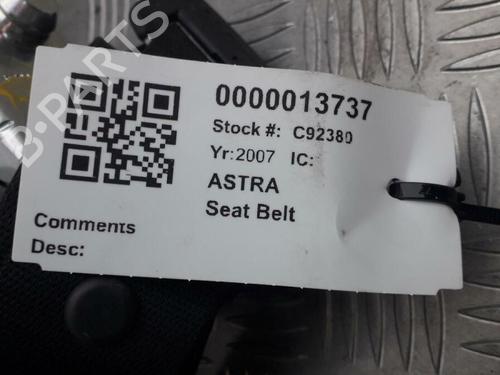 B-PARTS
0000013737
Stock #: C92380
Yr:2007 IC:
ASTRA
Seat Belt
Comments
Desc: